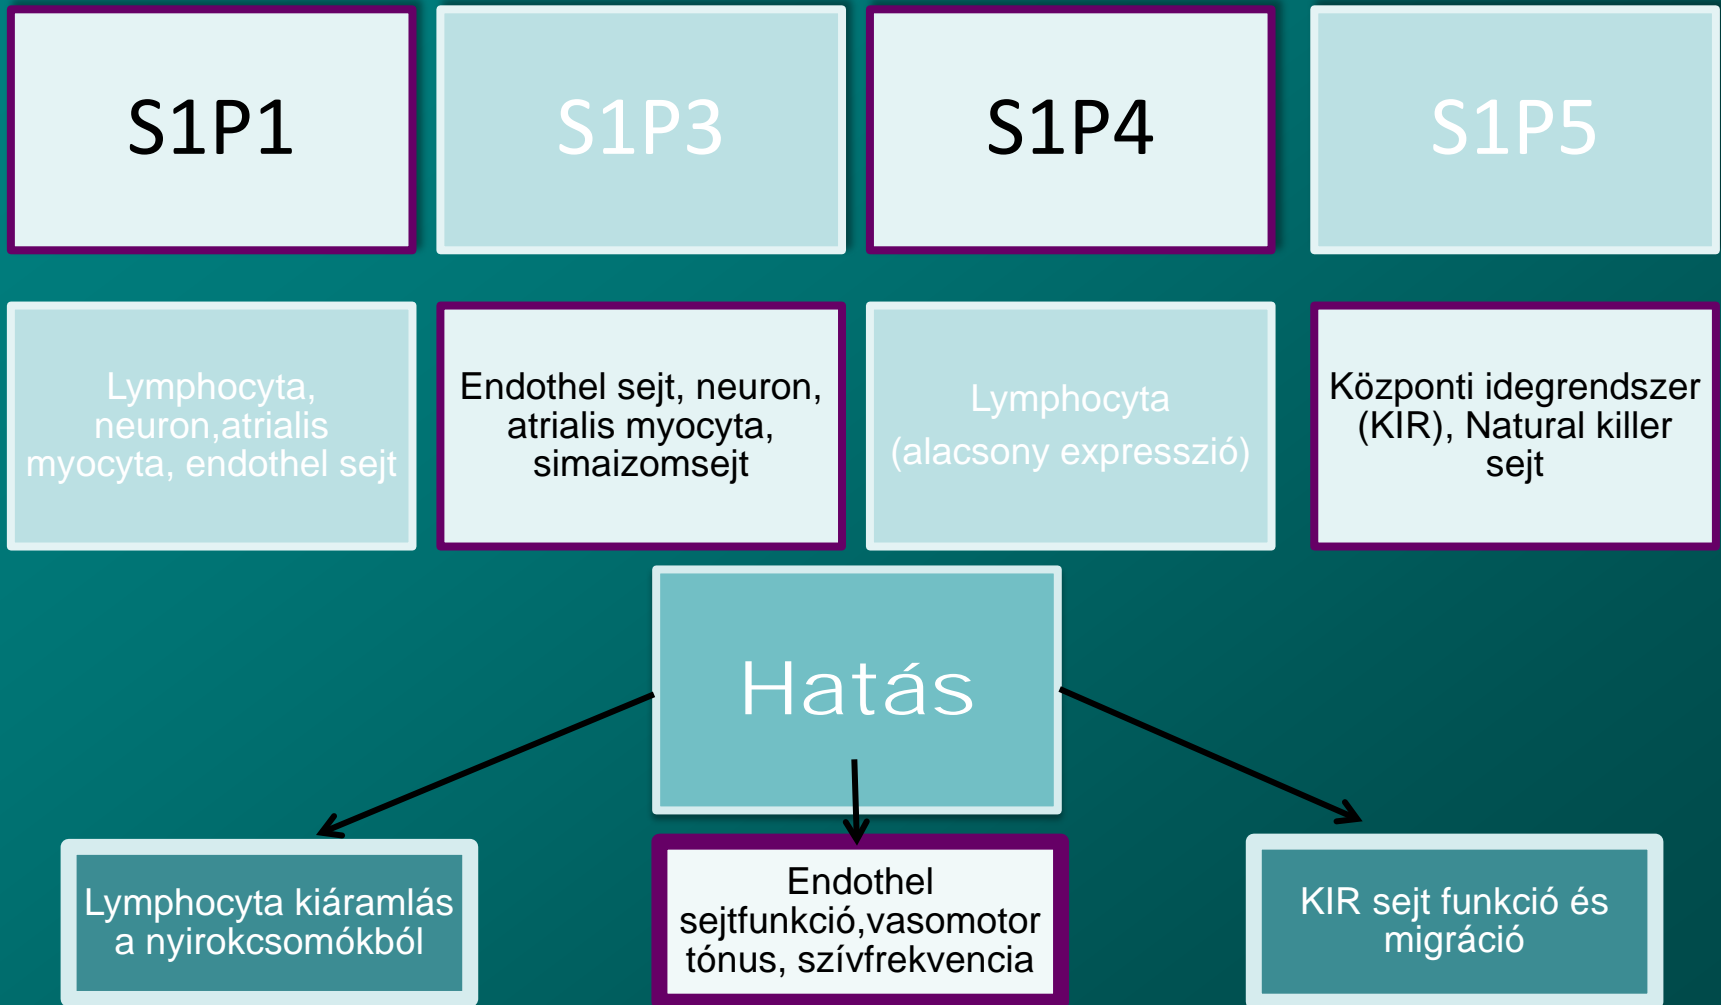 S1P1
S1P3
S1P4
S1P5
Lymphocyta,
neuron,atrialis
myocyta, endothel sejt
Endothel sejt, neuron,
atrialis myocyta,
simaizomsejt
Lymphocyta
(alacsony expresszió)
Központi idegrendszer
(KIR), Natural killer
sejt
Hatás
Lymphocyta kiáramlás
a nyirokcsomókból
Endothel
sejtfunkció,vasomotor
tónus, szívfrekvencia
KIR sejt funkció és
migráció